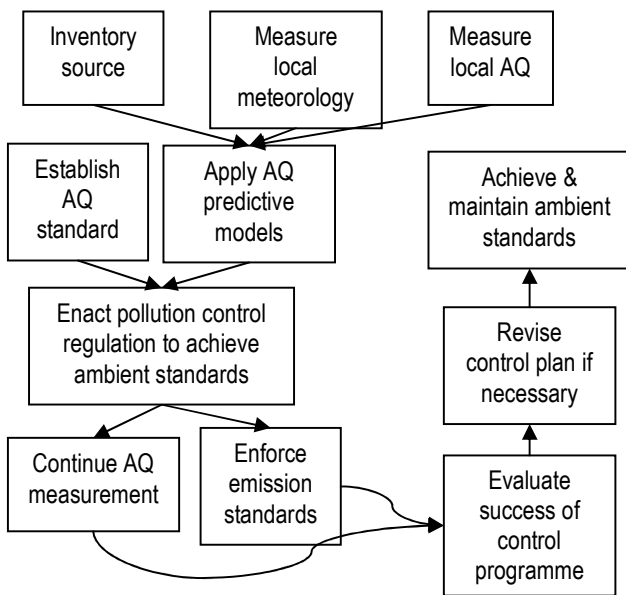 Inventory
source
Measure
local
meteorology
Measure
local AQ
Establish
AQ
standard
Apply AQ
predictive
models
Achieve &
maintain ambient
standards
Enact pollution control
regulation to achieve
ambient standards
Revise
control plan if
necessary
Continue AQ
measurement
Enforce
emission
standards
Evaluate
success of
control
programme